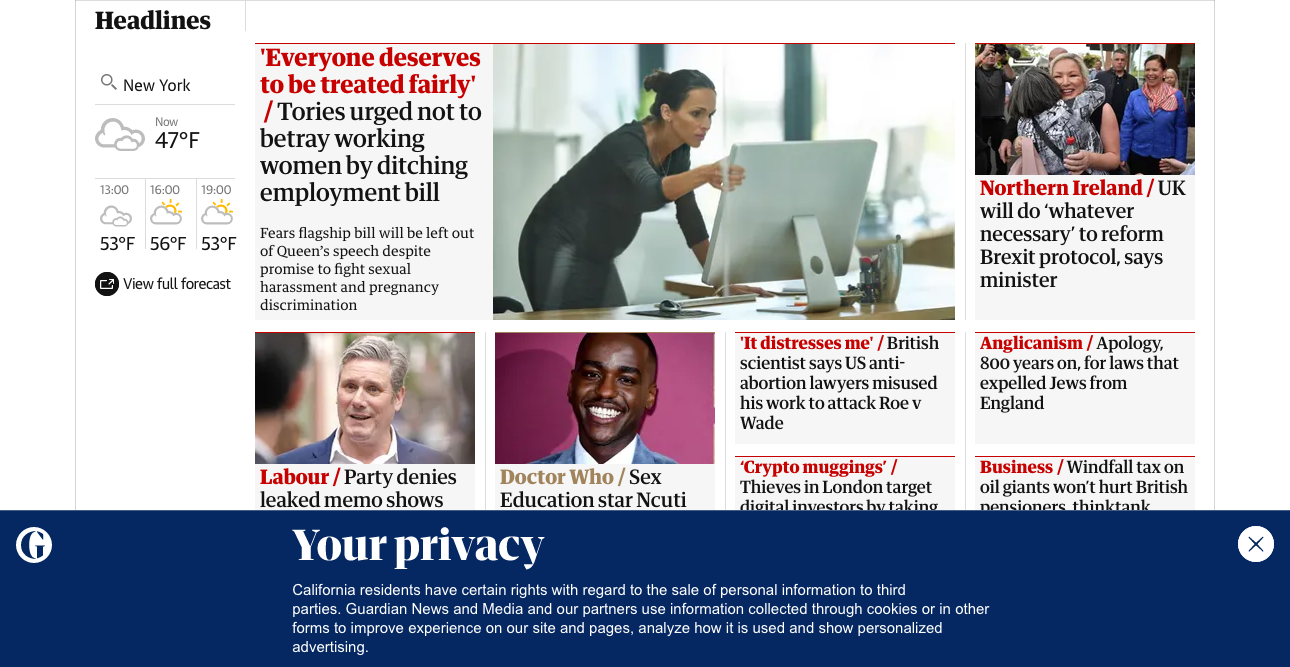 Headlines
New York
Now
47°F
13:00
16:00
19:00
53°F
56°F
53°F
View full forecast
'Everyone deserves
to be treated fairly'
/ Tories urged not to
betray working
women by ditching
employment bill
Fears flagship bill will be left out
of Queen's speech despite
promise to fight sexual
harassment and pregnancy
discrimination
Northern Ireland / UK
will do ‘whatever
necessary’ to reform
Brexit protocol, says
minister
Labour / Party denies
leaked memo shows
Doctor Who / Sex
Education star Ncuti
'It distresses me' / British
scientist says US anti-
abortion lawyers misused
his work to attack Roe v
Wade
‘Crypto muggings’ /
Thieves in London target
digital investors by taking
Anglicanism / Apology,
800 years on, for laws that
expelled Jews from
England
Business / Windfall tax on
oil giants won’t hurt British
pensioners, thinktank
G
Your privacy
California residents have certain rights with regard to the sale of personal information to third
parties. Guardian News and Media and our partners use information collected through cookies or in other
forms to improve experience on our site and pages, analyze how it is used and show personalized
advertising.